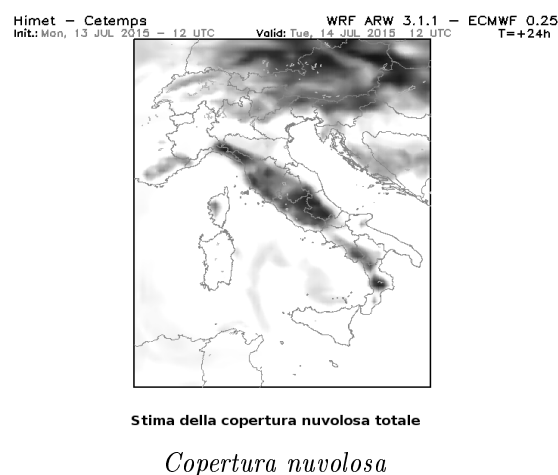 Himet – Cetemps WRF ARW 3.1.1 – ECMWF 0.25
Init.: Mon, 13 JUL 2015 – 12 UTC Valid: Tue, 14 JUL 2015 12 UTC T=+24h
Stima della copertura nuvolosa totale
Copertura nuvolosa